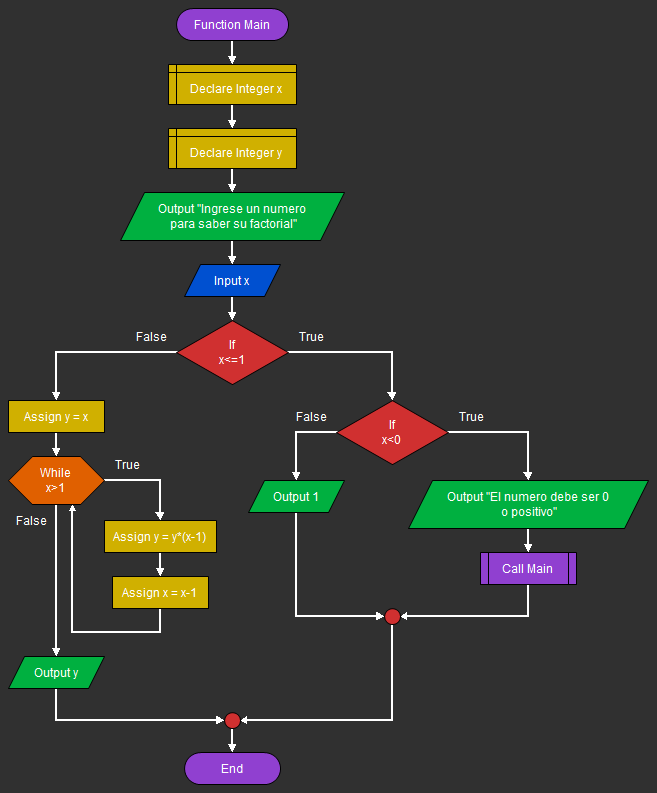 Function Main
Declare Integer x
Declare Integer y
Output "Ingrese un numero
para saber su factorial"
Input x
False
If
x<=1
True
Assign y = x
False
If
x<0
True
While
x>1
True
False
Output 1
Output "El numero debe ser 0
o positivo"
Assign y = y*(x-1)
Call Main
Assign x = x-1
Output y
End